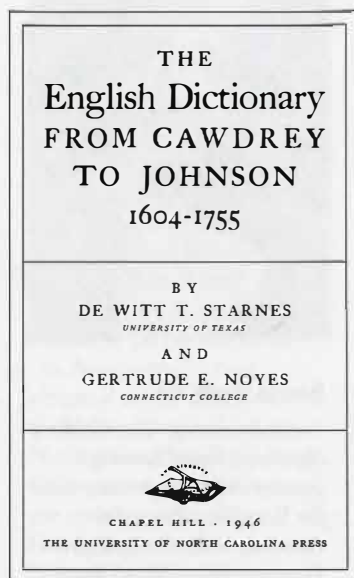 THE
English Dictionary
FROM CAWDREY
TO JOHNSON
1604-1755
BY
DE WITT T. STARNES
UNIVERSITY OF TEXAS
AND
GERTRUDE E. NOYES
CONNECTICUT COLLEGE
CHAPEL HILL · 1946
THE UNIVERSITY OF NORTH CAROLINA PRESS